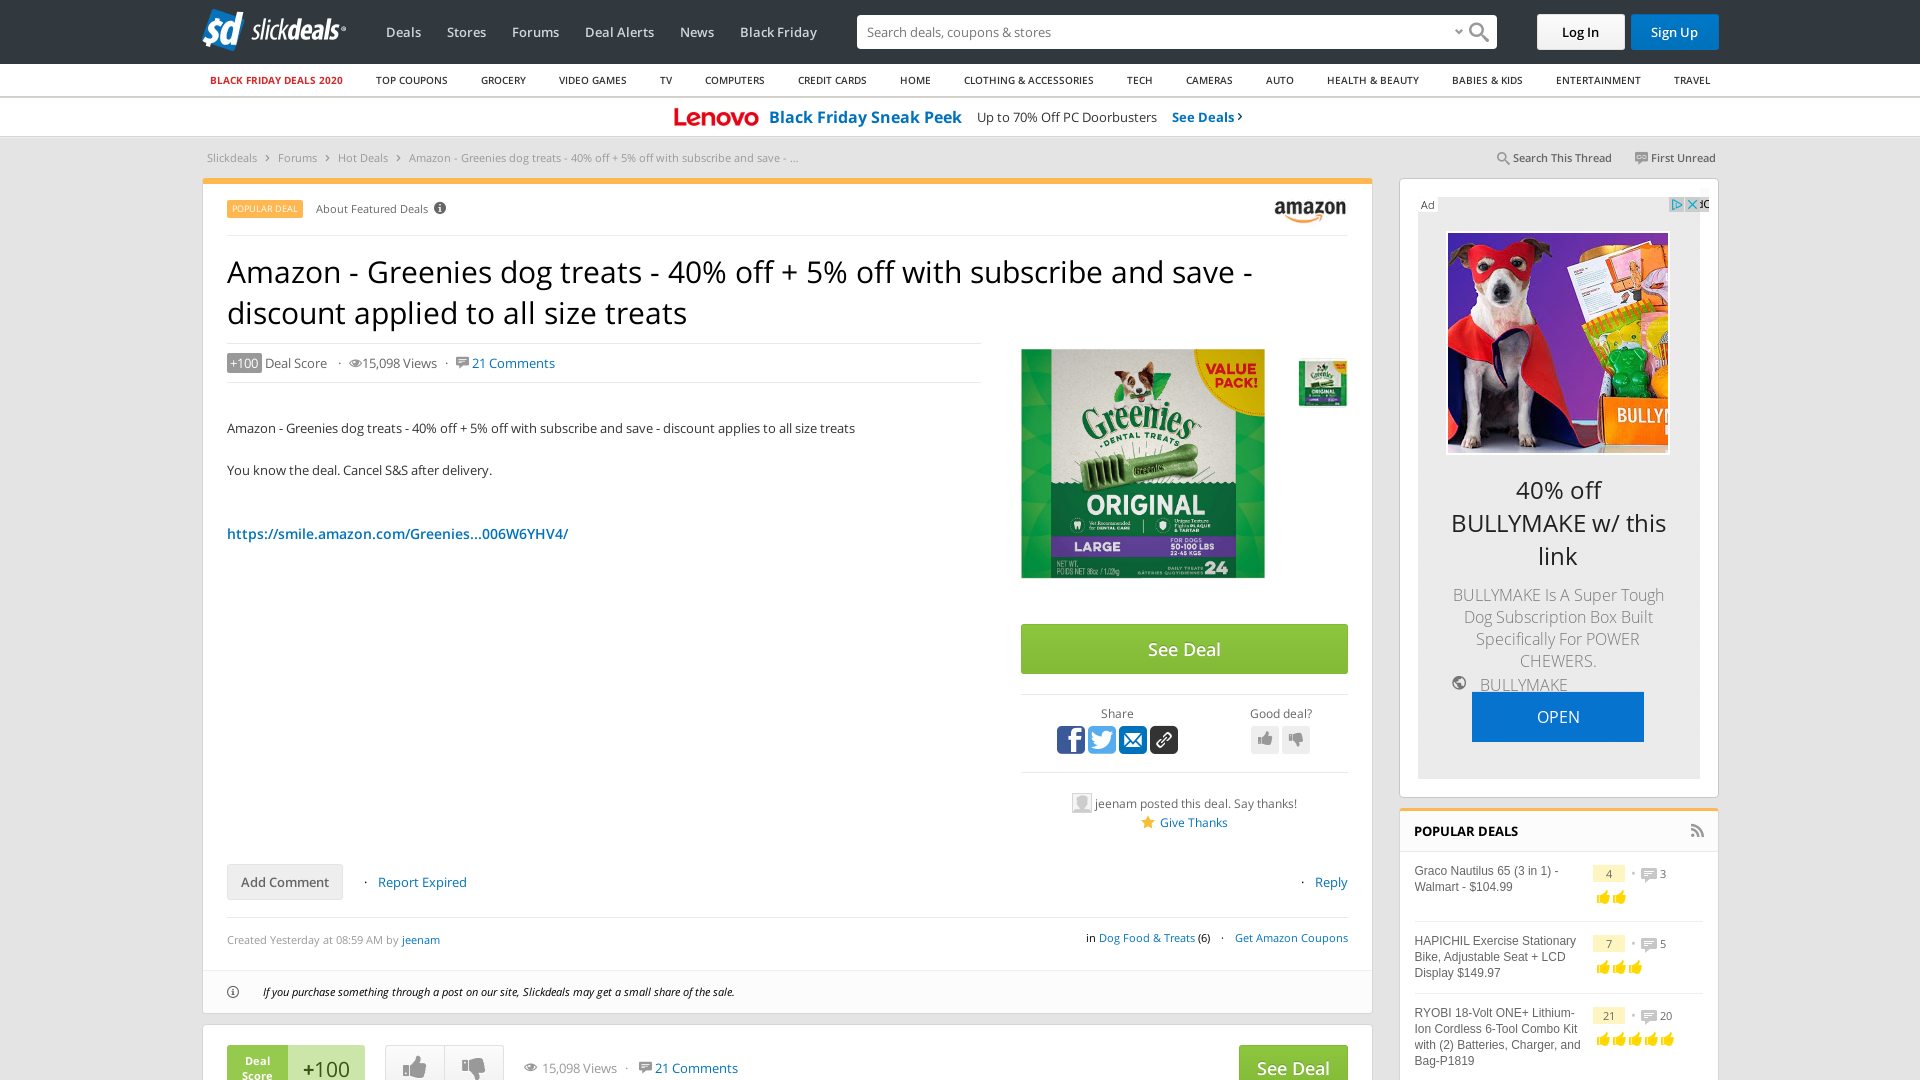 slickdeals
Deals
Stores
Forums
Deal Alerts
News
Black Friday
Search deals, coupons & shopping
Log In
Sign Up
BLACK FRIDAY DEALS 2020
TOP COUPONS
GROCERY
VIDEO GAMES
TV
COMPUTERS
CREDIT CARDS
HOME
CLOTHING & ACCESSORIES
TECH
CAMERAS
AUTO
HEALTH & BEAUTY
BABIES & KIDS
ENTERTAINMENT
TRAVEL
Lenovo Black Friday Sneak Peek Up to 70% Off PC Doorbusters See Deals ›
Slickdeals › Forums › Hot Deals › Amazon - Greenies dog treats - 40% off + 5% off with subscribe and save - ...
Search This Thread
First Unread
POPULAR DEAL
About Featured Deals
amazon
Amazon - Greenies dog treats - 40% off + 5% off with subscribe and save -
discount applied to all size treats
+100 Deal Score · 15,098 Views · 21 Comments
Amazon - Greenies dog treats - 40% off + 5% off with subscribe and save - discount applies to all size treats
You know the deal. Cancel S&S after delivery.
https://smile.amazon.com/Greenies...006W6YHV4/
VALUE
PACK!
Greenies
DENTAL TREATS
Greenies
ORIGINAL
LARGE
FOR DOGS
50-100 LBS
22-45 KGS
24
See Deal
Share
Good deal?
jeenam posted this deal. Say thanks!
Give Thanks
Add Comment
· Report Expired
· Reply
Created Yesterday at 08:59 AM by jeenam
in Dog Food & Treats (6) · Get Amazon Coupons
If you purchase something through a post on our site, Slickdeals may get a small share of the sale.
Deal
Score
+100
15,098 Views · 21 Comments
See Deal
Ad
BULLYM
40% off
BULLYMAKE w/ this
link
BULLYMAKE Is A Super Tough
Dog Subscription Box Built
Specifically For POWER
CHEWERS.
BULLYMAKE
OPEN
POPULAR DEALS
Graco Nautilus 65 (3 in 1) -
Walmart - $104.99
4 · 3
HAPICHIL Exercise Stationary
Bike, Adjustable Seat + LCD
Display $149.97
7 · 5
RYOBI 18-Volt ONE+ Lithium-
Ion Cordless 6-Tool Combo Kit
with (2) Batteries, Charger, and
Bag-P1819
21 · 20